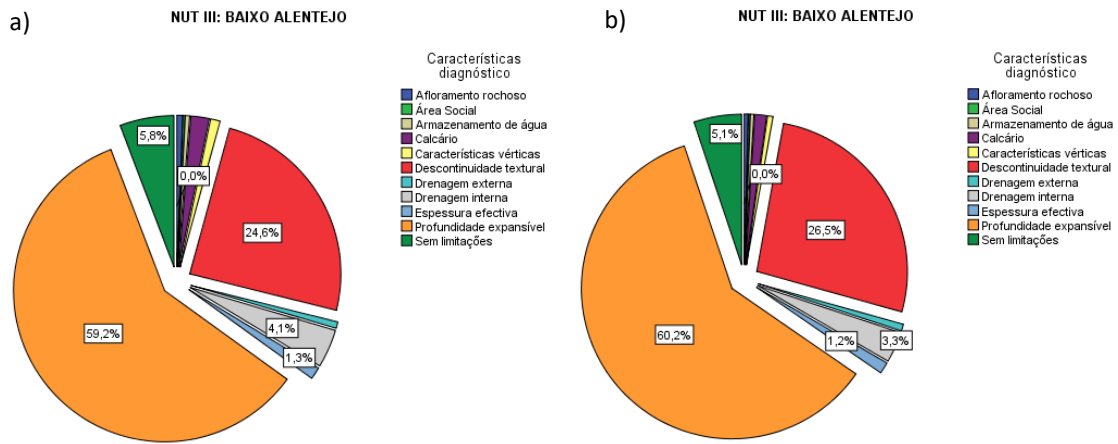 a)
NUT III: BAIXO ALENTEJO
Características
diagnóstico
Afloramento rochoso
Área Social
Armazenamento de água
Calcário
Características vérticas
Descontinuidade textural
Drenagem externa
Drenagem interna
Espessura efectiva
Profundidade expansível
Sem limitações
5,8%
0,0%
24,6%
4,1%
1,3%
59,2%
b)
NUT III: BAIXO ALENTEJO
Características
diagnóstico
Afloramento rochoso
Área Social
Armazenamento de água
Calcário
Características vérticas
Descontinuidade textural
Drenagem externa
Drenagem interna
Espessura efectiva
Profundidade expansível
Sem limitações
5,1%
0,0%
26,5%
3,3%
1,2%
60,2%